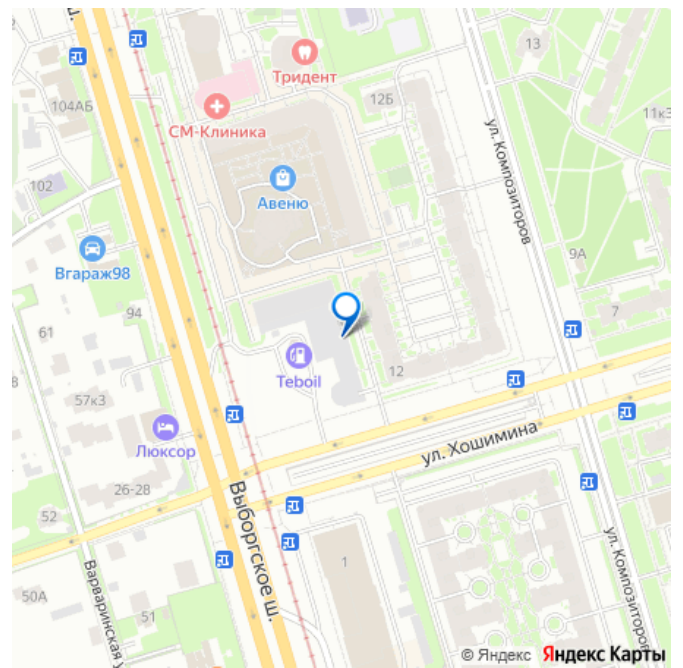 ш.
13
Тридент
104АБ
12Б
11к3
СМ-Клиника
ул. Композиторов
102
Авеню
Вгараж98
9А
94
7
61
Teboil
12
57к3
Люксор
ул. Хошимина
26-28
52
Выборгское ш.
1
50А
51
Варваринская у
ул. Композиторов
© Яндекс Яндекс Карты